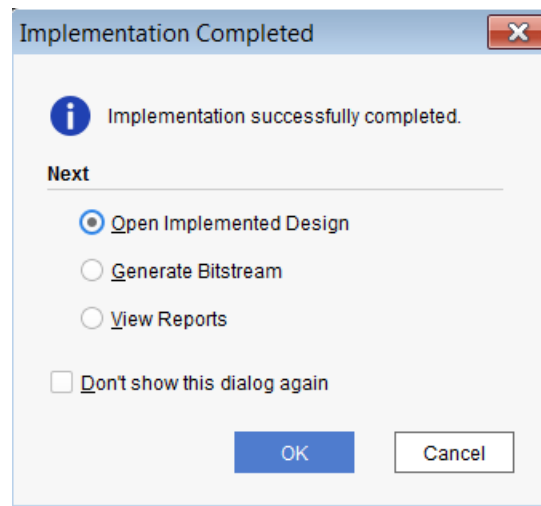 Implementation Completed
Implementation successfully completed.
Next
Open Implemented Design
Generate Bitstream
View Reports
Don't show this dialog again
OK
Cancel